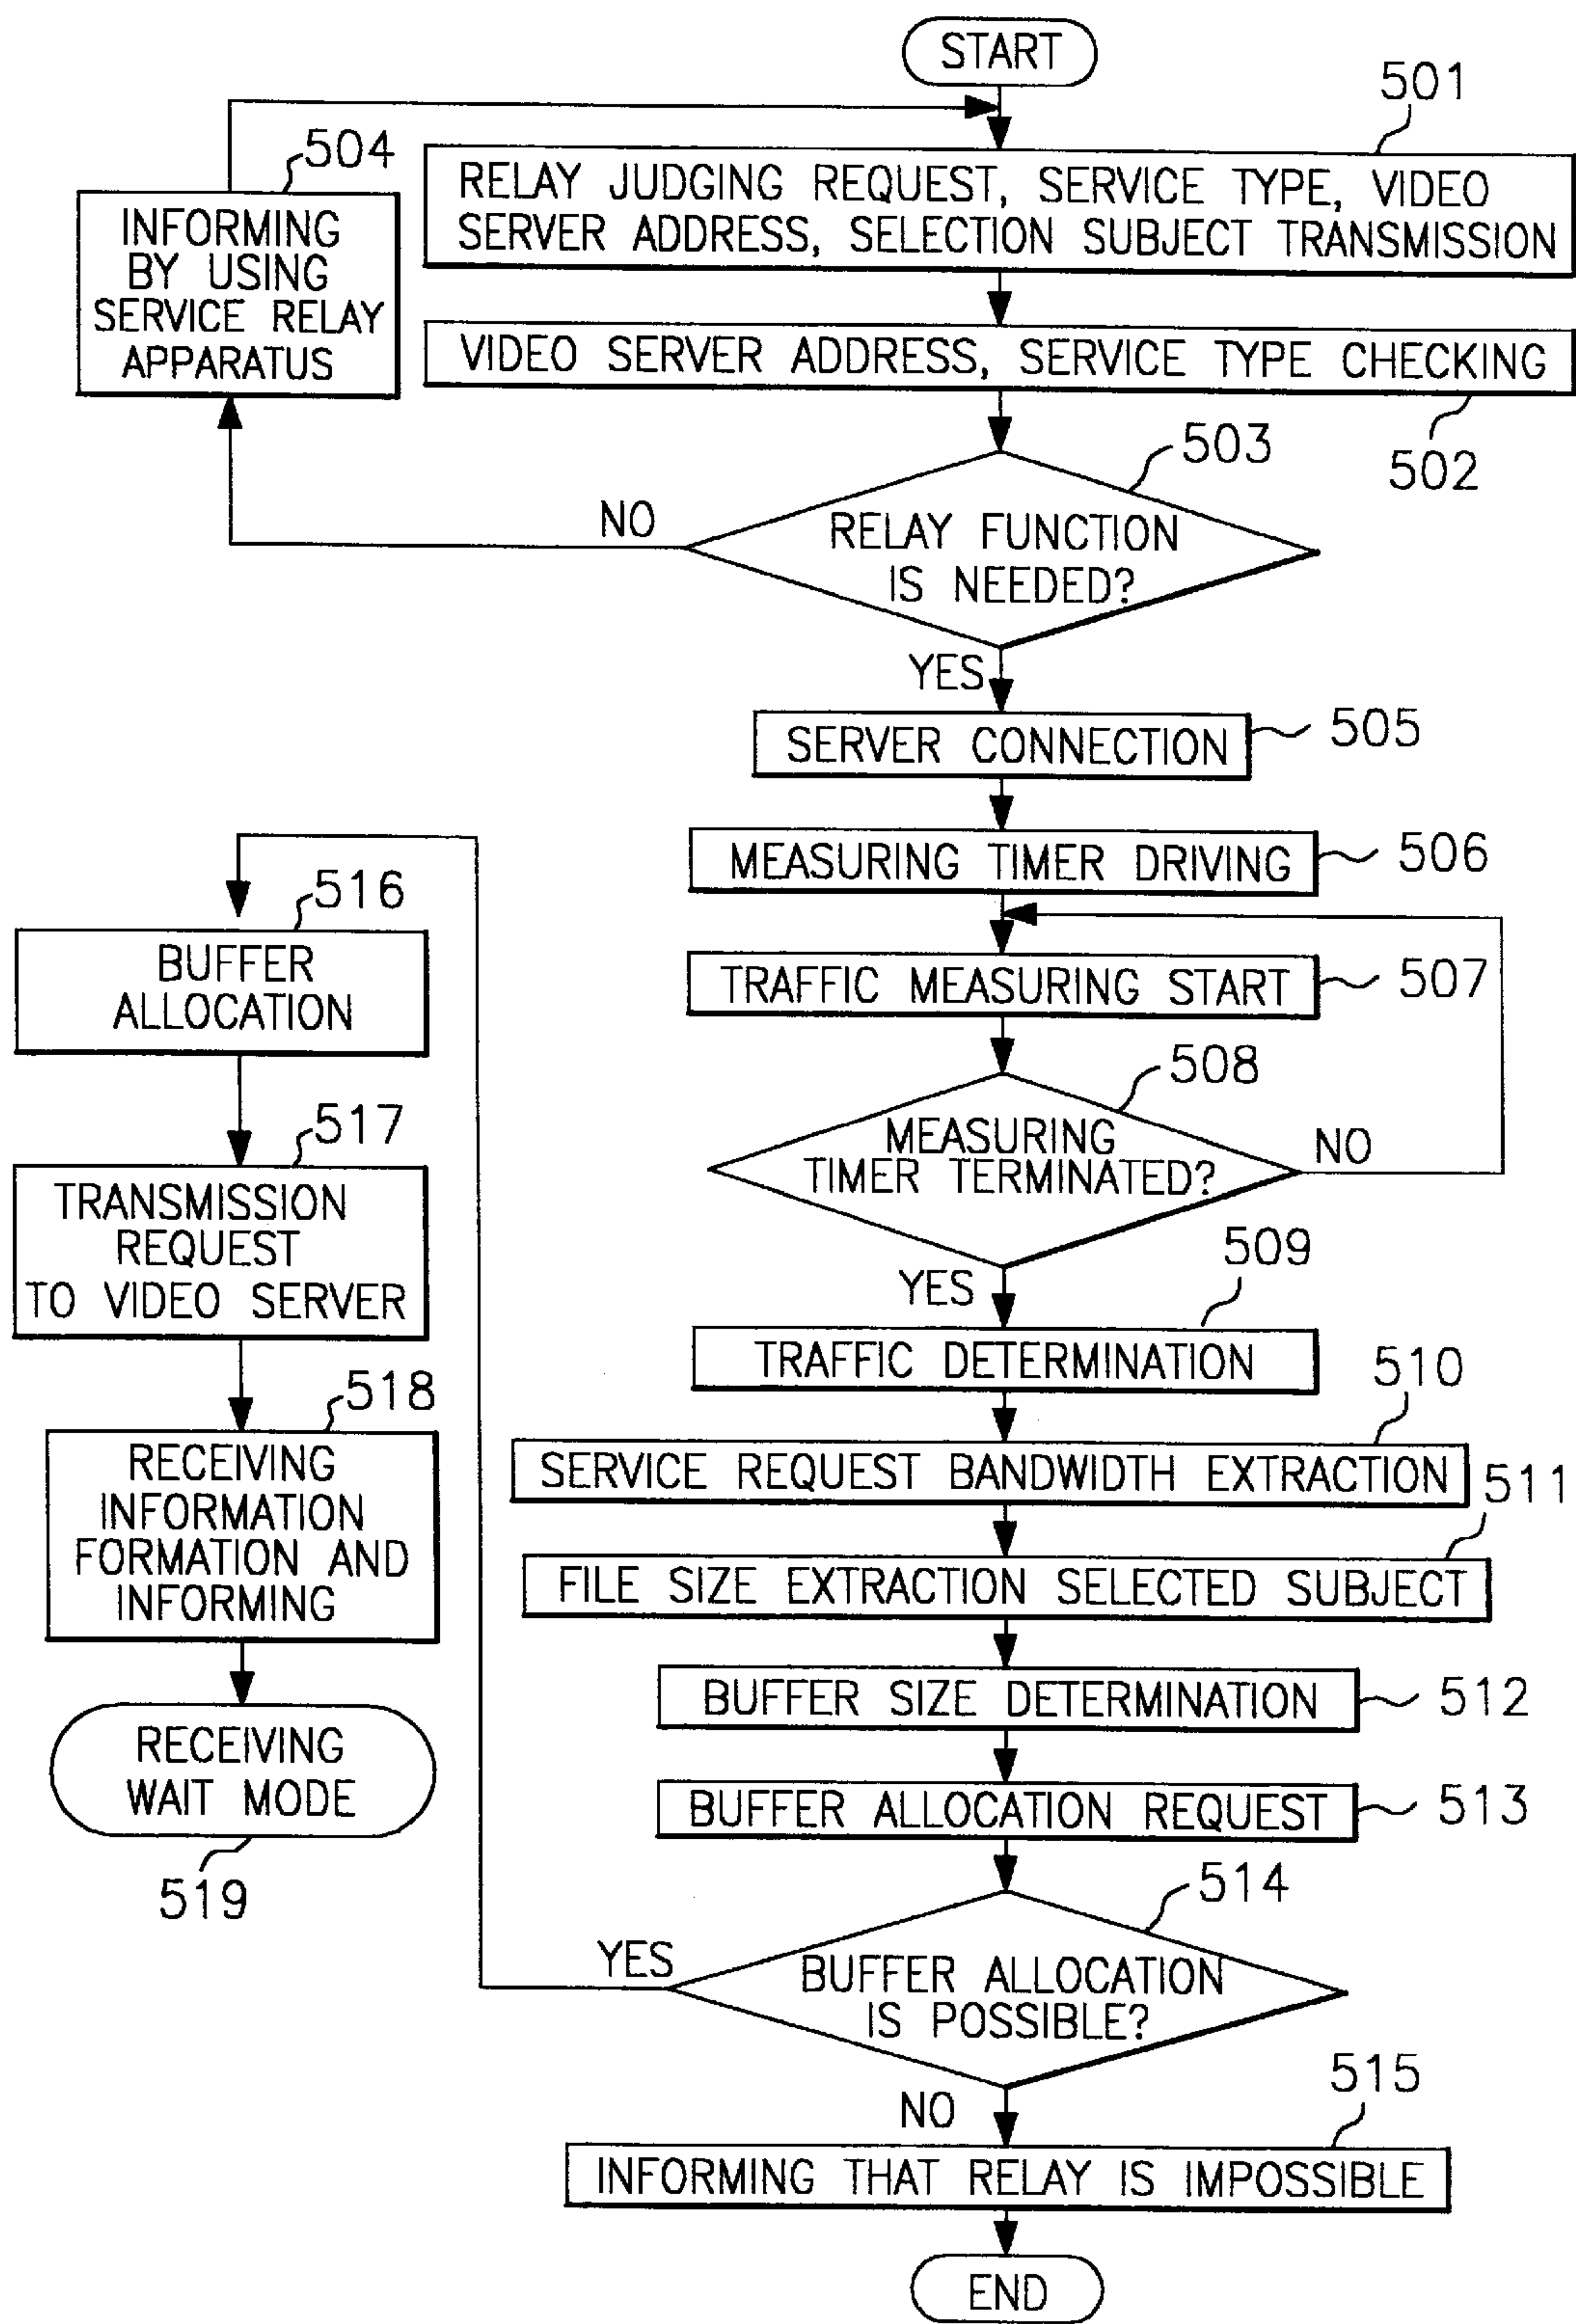 START
501
RELAY JUDGING REQUEST, SERVICE TYPE, VIDEO
SERVER ADDRESS, SELECTION SUBJECT TRANSMISSION
504
INFORMING
BY USING
SERVICE RELAY
APPARATUS
VIDEO SERVER ADDRESS, SERVICE TYPE CHECKING
502
503
RELAY FUNCTION
IS NEEDED?
NO
YES
SERVER CONNECTION
505
MEASURING TIMER DRIVING
506
TRAFFIC MEASURING START
507
508
MEASURING
TIMER TERMINATED?
NO
YES
509
TRAFFIC DETERMINATION
510
SERVICE REQUEST BANDWIDTH EXTRACTION
511
FILE SIZE EXTRACTION SELECTED SUBJECT
BUFFER SIZE DETERMINATION
512
BUFFER ALLOCATION REQUEST
513
514
BUFFER ALLOCATION
IS POSSIBLE?
YES
NO
515
INFORMING THAT RELAY IS IMPOSSIBLE
END
516
BUFFER
ALLOCATION
517
TRANSMISSION
REQUEST
TO VIDEO SERVER
518
RECEIVING
INFORMATION
FORMATION AND
INFORMING
RECEIVING
WAIT MODE
519